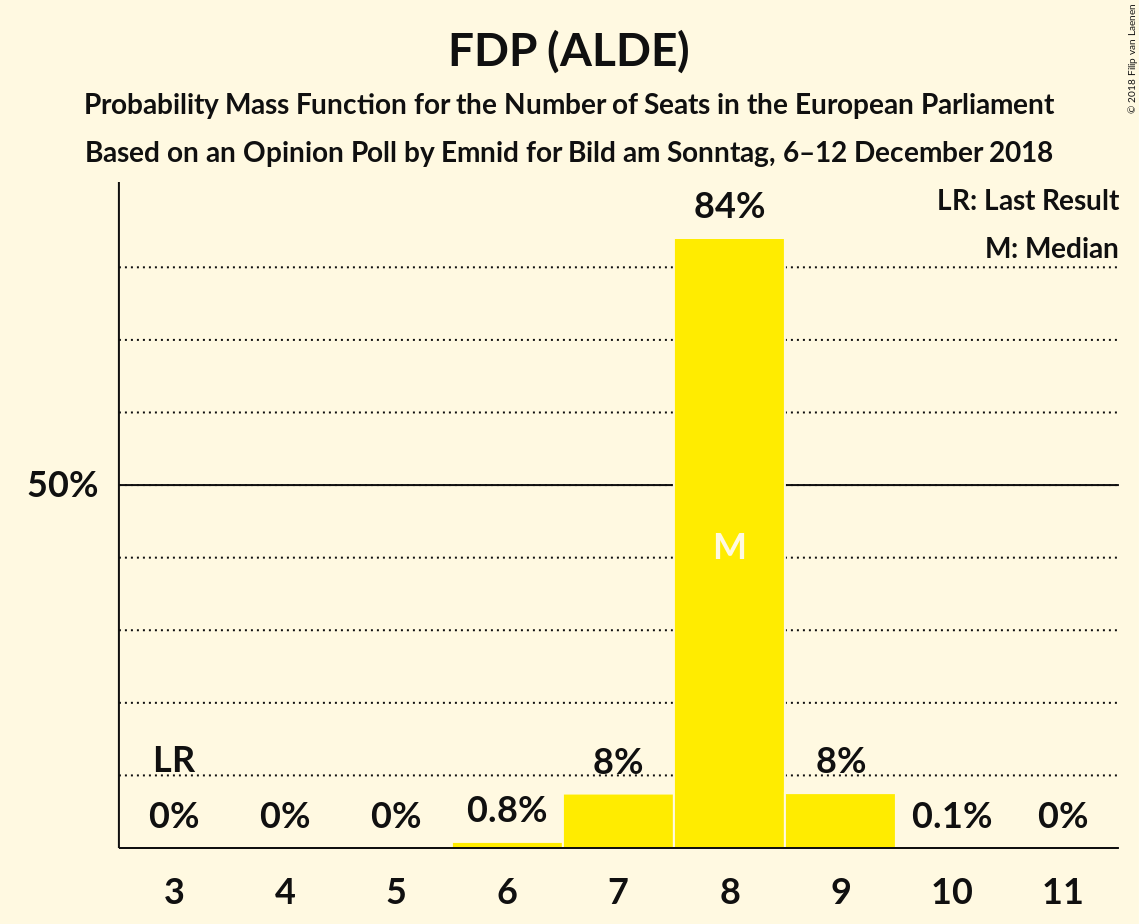 FDP (ALDE)
Probability Mass Function for the Number of Seats in the European Parliament
Based on an Opinion Poll by Emnid for Bild am Sonntag, 6–12 December 2018
© 2018 Filip van Laenen
LR: Last Result
M: Median
84%
50%
M
LR
8%
8%
0%
0%
0%
0.8%
0.1%
0%
3 4 5 6 7 8 9 10 11